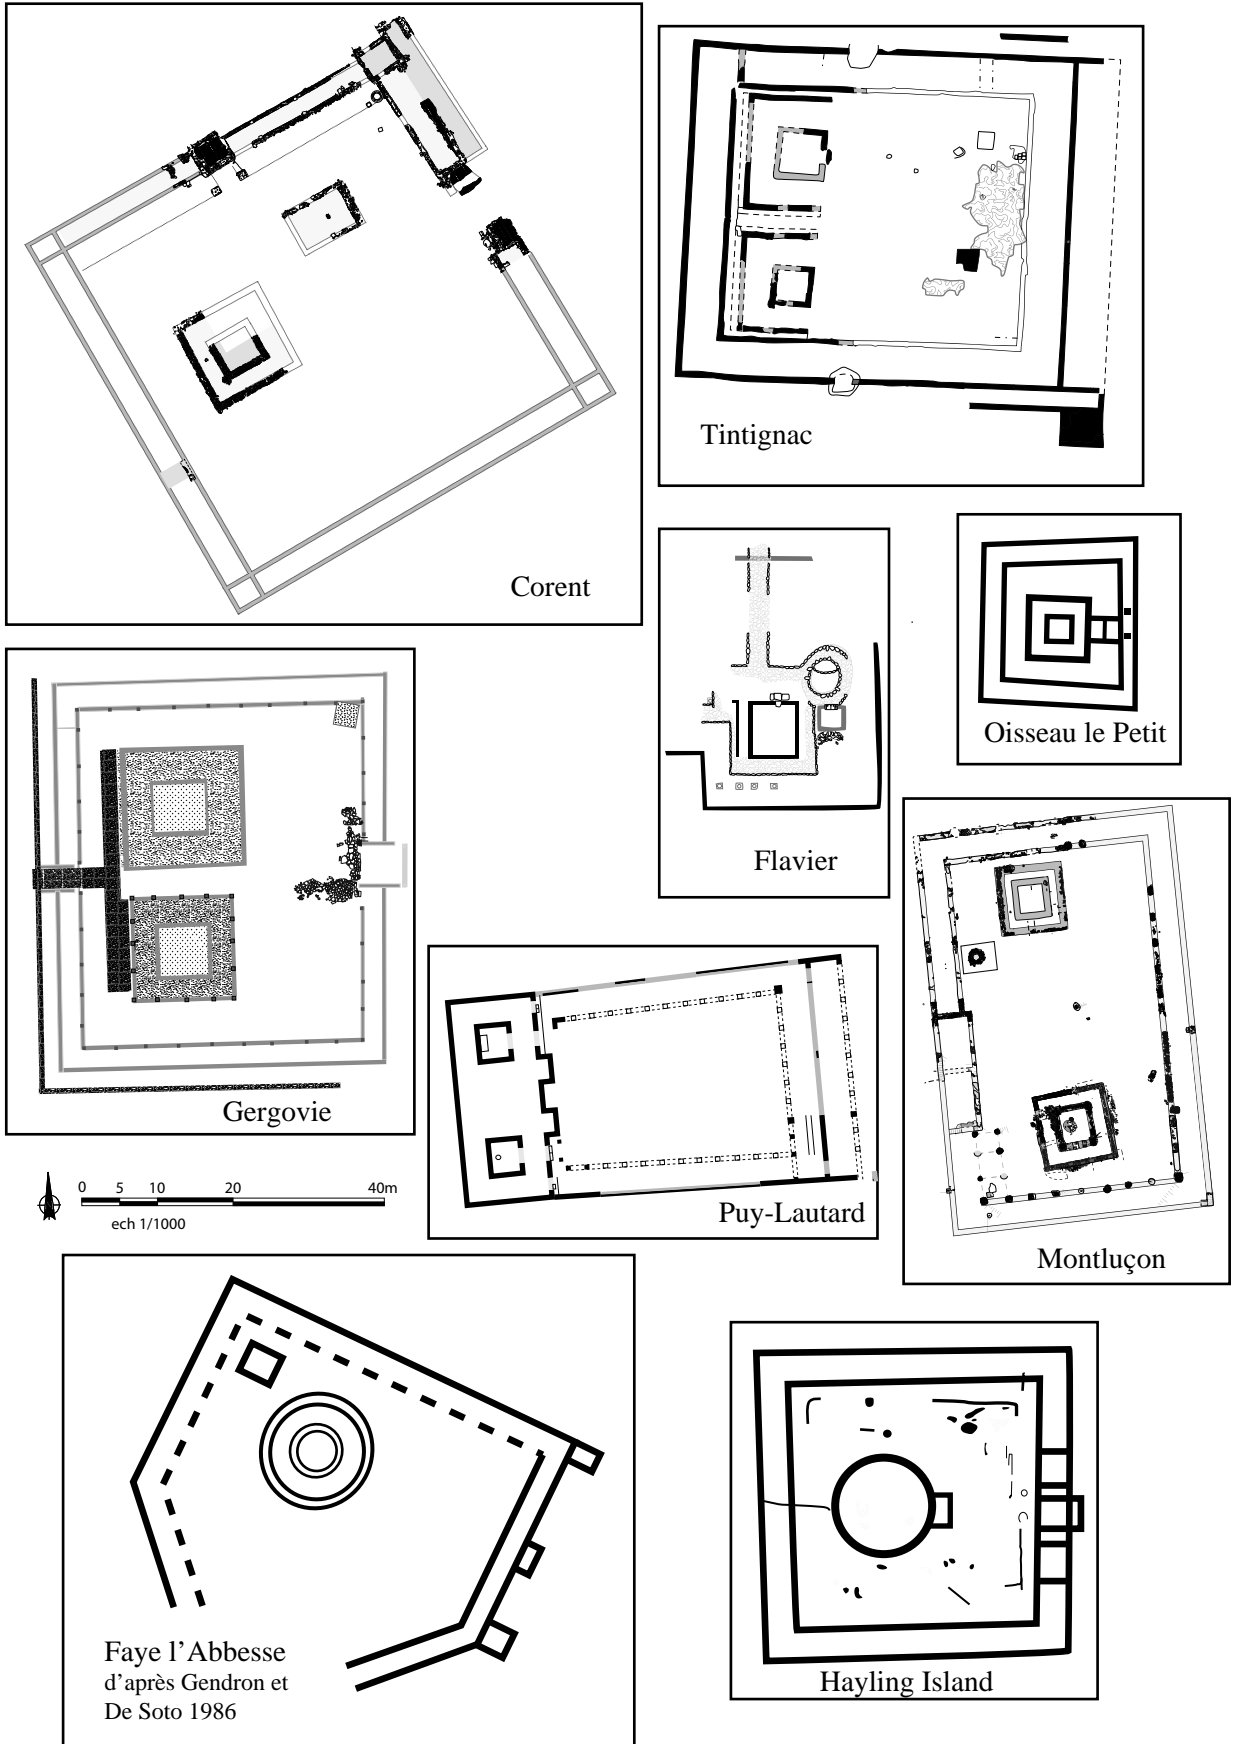 Corent
Tintignac
Flavier
Oisseau le Petit
Gergovie
Puy-Lautard
Montluçon
0 5 10 20 40m
ech 1/1000
Faye l'Abbesse
d'après Gendron et
De Soto 1986
Hayling Island